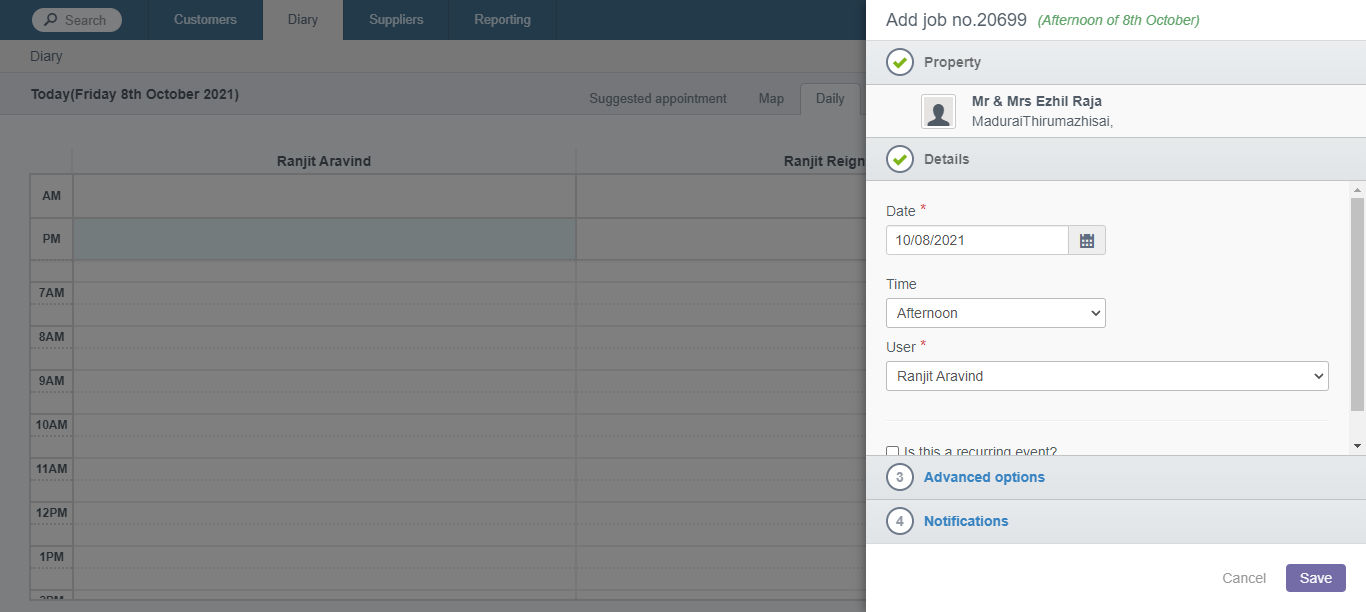 Search
Customers
Diary
Suppliers
Reporting
Diary
Today(Friday 8th October 2021)
Suggested appointment
Map
Daily
Ranjit Aravind
Ranjit Reign
AM
PM
7AM
8AM
9AM
10AM
11AM
12PM
1PM
2PM
Add job no.20699 (Afternoon of 8th October)
Property
Mr & Mrs Ezhil Raja
MaduraiThirumazhisai,
Details
Date *
10/08/2021
Time
Afternoon
User *
Ranjit Aravind
Is this a recurring event?
3 Advanced options
4 Notifications
Cancel
Save